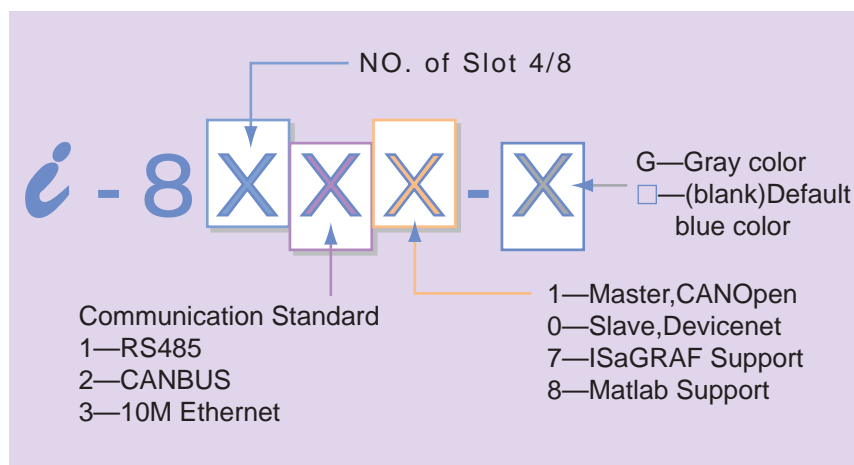 NO. of Slot 4/8
i - 8 X X X - X
G—Gray color
□—(blank)Default
blue color
Communication Standard
1—RS485
2—CANBUS
3—10M Ethernet
1—Master,CANOpen
0—Slave,Devicenet
7—ISaGRAF Support
8—Matlab Support